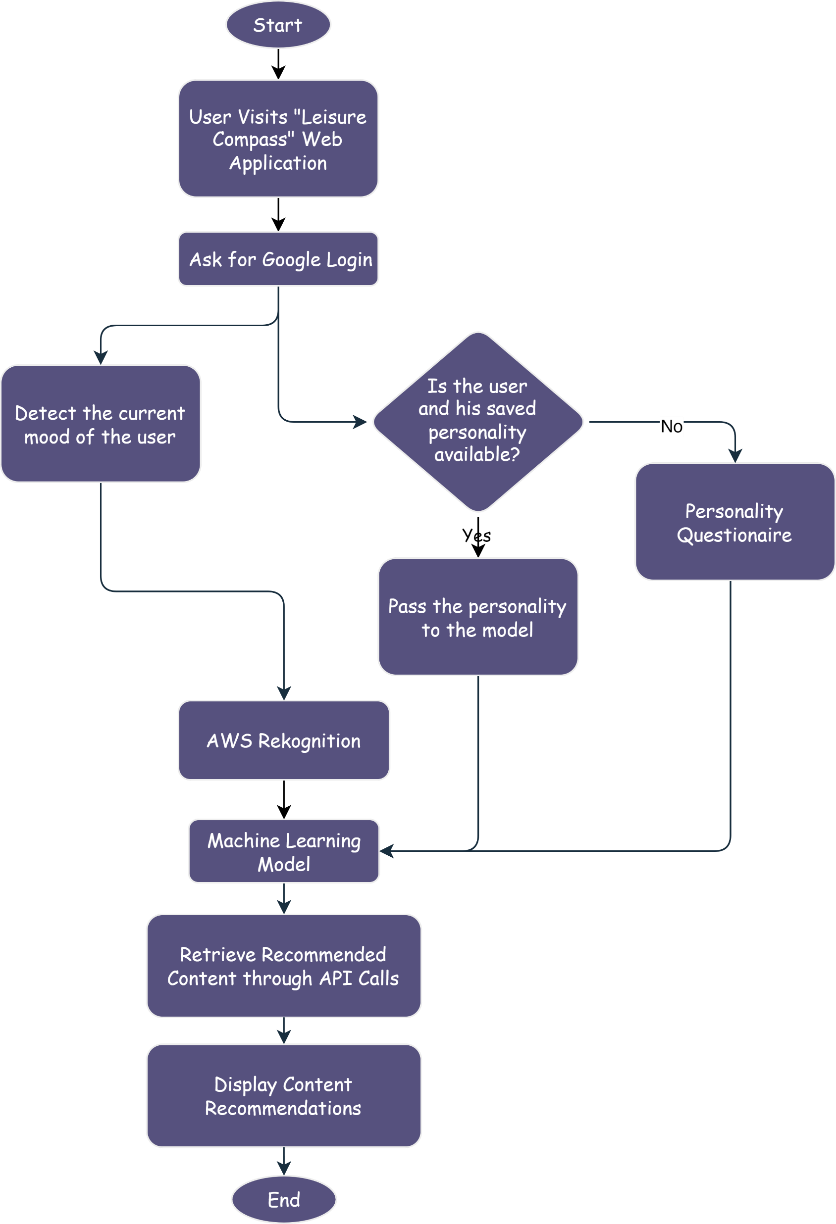 Start
User Visits "Leisure
Compass" Web
Application
Ask for Google Login
Detect the current
mood of the user
Is the user
and his saved
personality
available?
No
Yes
Personality
Questionaire
Pass the personality
to the model
AWS Rekognition
Machine Learning
Model
Retrieve Recommended
Content through API Calls
Display Content
Recommendations
End